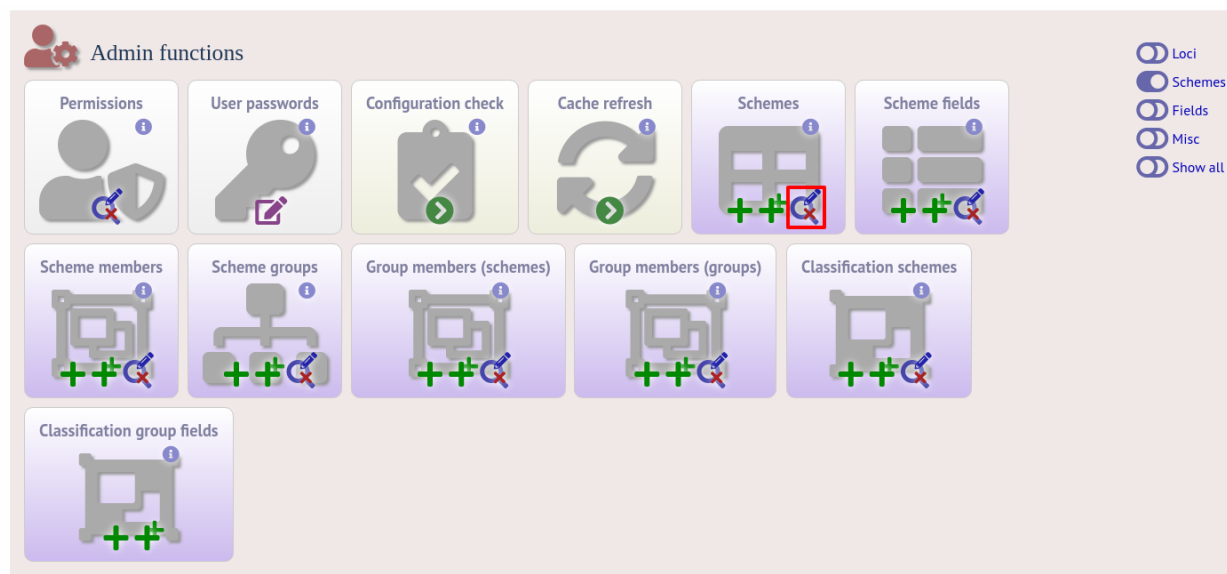 Admin functions
Loci
Schemes
Fields
Misc
Show all
Permissions
User passwords
Configuration check
Cache refresh
Schemes
Scheme fields
Scheme members
Scheme groups
Group members (schemes)
Group members (groups)
Classification schemes
Classification group fields